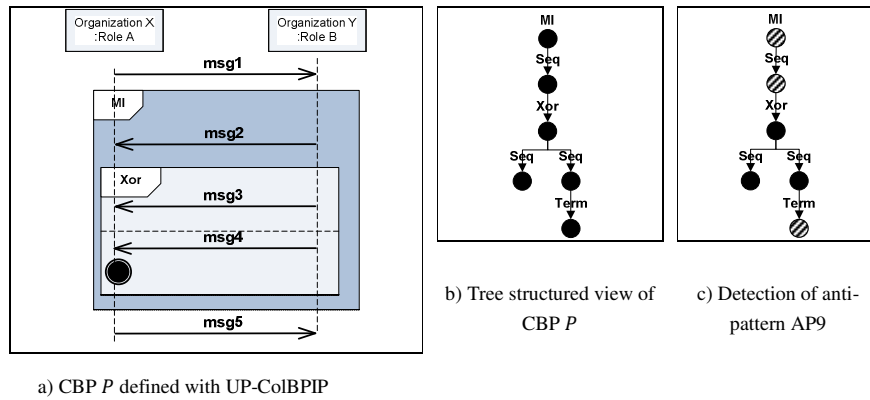 Organization X
:Role A
Organization Y
:Role B
msg1
MI
msg2
Xor
msg3
msg4
msg5
a) CBP P defined with UP-ColBPIP
MI
Seq
Xor
Seq Seq
Term
b) Tree structured view of
CBP P
MI
Seq
Xor
Seq Seq
Term
c) Detection of anti-
pattern AP9